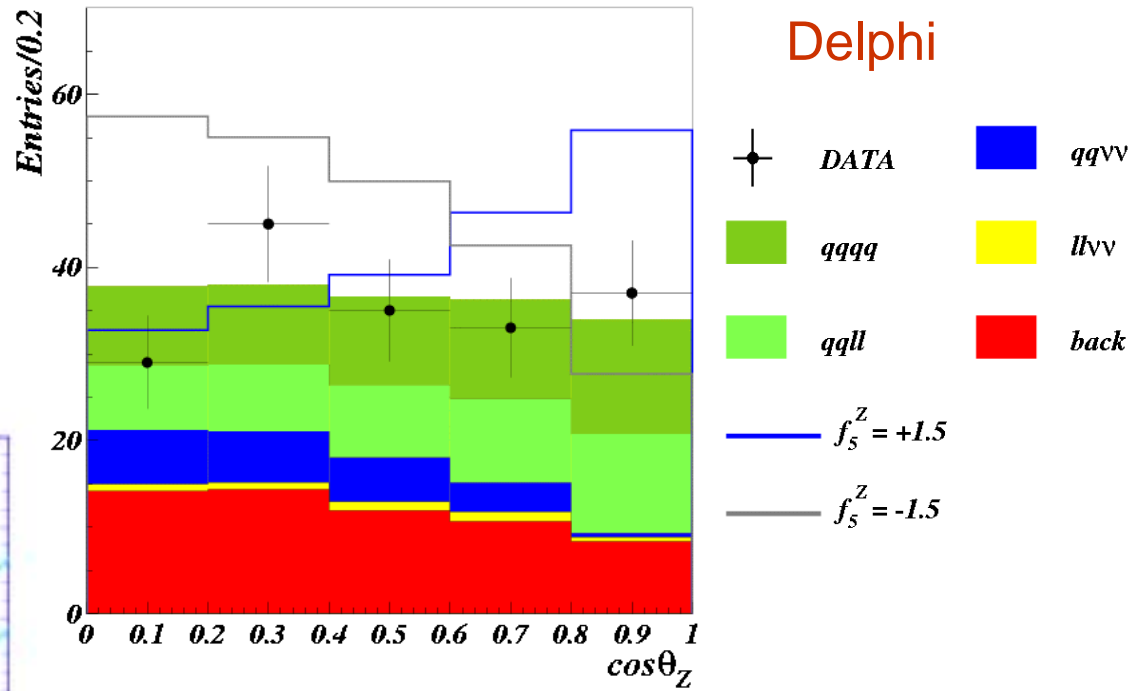 Delphi
Entries/0.2
60
40
20
0
0 0.1 0.2 0.3 0.4 0.5 0.6 0.7 0.8 0.9 1
cosθZ
DATA
qqνν
qqqq
llνν
qqll
back
f5Z = +1.5
f5Z = -1.5